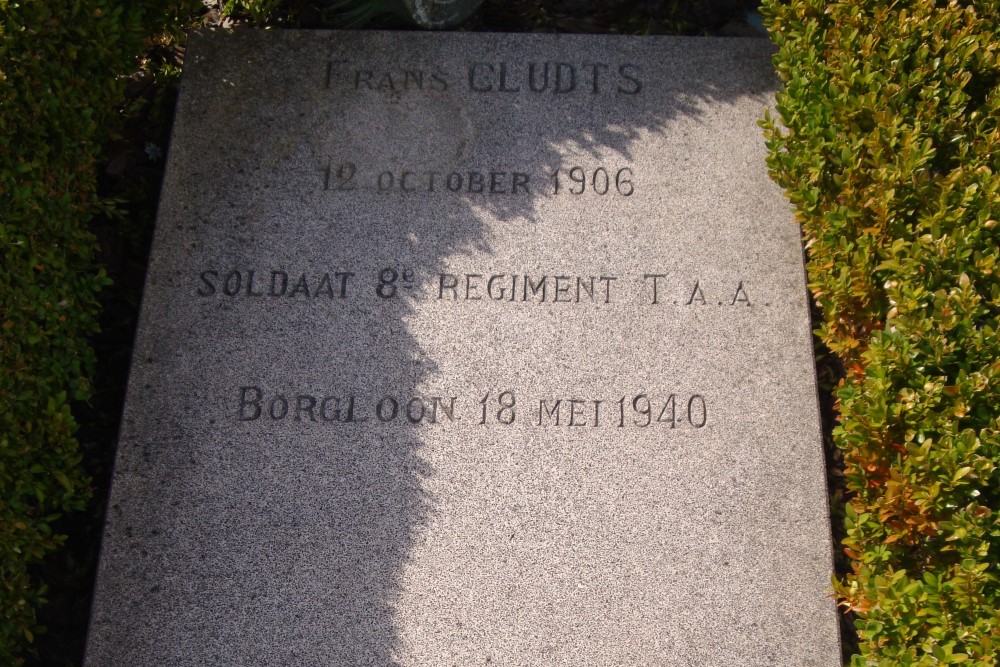 Frans CLUDTS
12 OCTOBER 1906
SOLDAAT 8e REGIMENT T.A.A.
BORGLOON 18 MEI 1940